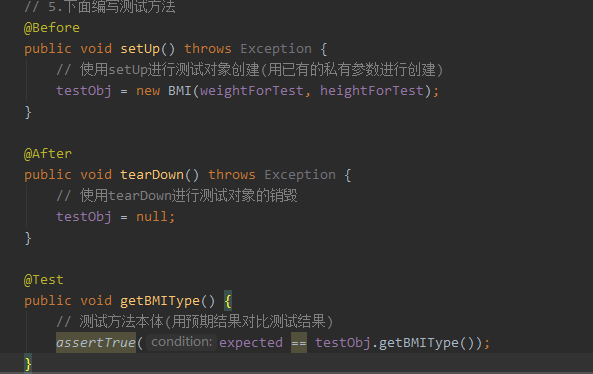 // 5.下面编写测试方法
@Before
public void setUp() throws Exception {
// 使用setUp进行测试对象创建(用已有的私有参数进行创建)
testObj = new BMI(weightForTest, heightForTest);
}
@After
public void tearDown() throws Exception {
// 使用tearDown进行测试对象的销毁
testObj = null;
}
@Test
public void getBMIType() {
// 测试方法本体(用预期结果对比测试结果)
assertTrue( condition: expected == testObj.getBMIType());
}